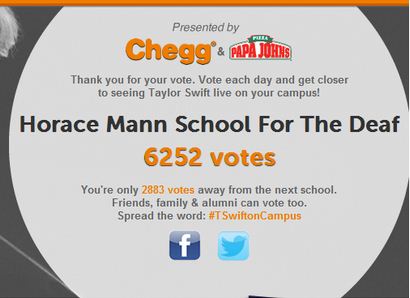 Presented by
Chegg® & PIZZA PAPA JOHNS
Thank you for your vote. Vote each day and get closer
to seeing Taylor Swift live on your campus!
Horace Mann School For The Deaf
6252 votes
You're only 2883 votes away from the next school.
Friends, family & alumni can vote too.
Spread the word: #TSwiftonCampus
f